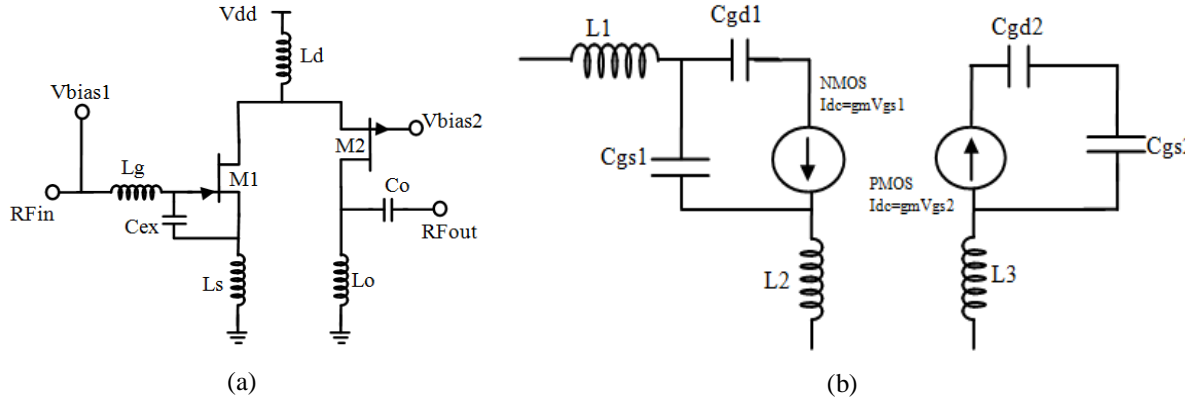 Vdd
Ld
Vbias1
Vbias2
M2
Lg
M1
Co
RFin
Cex
RFout
Ls
Lo
(a)
L1
Cgd1
Cgd2
NMOS
Idc=gmVgs1
Cgs1
Cgs2
PMOS
Idc=gmVgs2
L2
L3
(b)